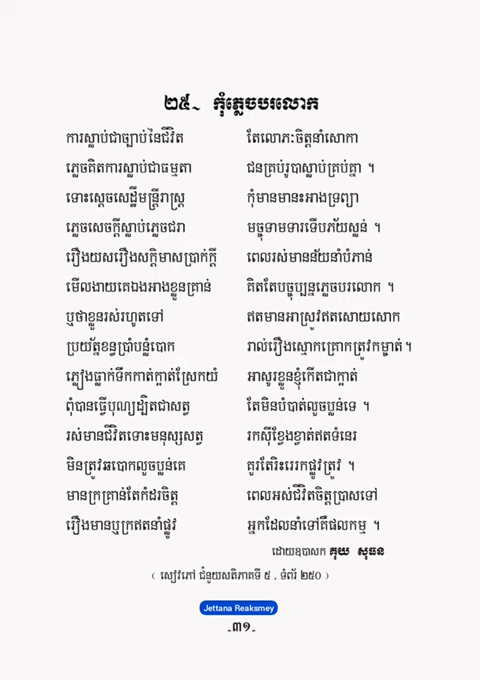 ២៥~ កុំភ្លេចបរលោក
ការស្លាប់ជាច្បាប់នៃជីវិត តែលោភៈចិត្តនាំសោកា
ភ្លេចគិតការស្លាប់ជាធម្មតា ជនគ្រប់រូបាស្លាប់គ្រប់គ្នា ។
ទោះស្ដេចសេដ្ឋីមន្ត្រីរាស្ត្រ កុំមានមានះអាងទ្រព្យា
ភ្លេចសេចក្ដីស្លាប់ភ្លេចជរា មច្ចុទាមទារទើបភ័យស្លន់ ។
រឿងយសរឿងសក្ដិមាសប្រាក់ក្ដី ពេលរស់មានន័យនាំបំភាន់
មើលងាយគេឯងអាងខ្លួនគ្រាន់ គិតតែបច្ចុប្បន្នភ្លេចបរលោក ។
ឬថាខ្លួនរស់រហូតទៅ ឥតមានអាស្រូវឥតសោយសោក
ប្រយ័ត្នខន្ធប្រាំបន្លំបោក រាល់រឿងស្មោកគ្រោកត្រូវកម្ចាត់ ។
ភ្លៀងធ្លាក់ទឹកកាត់ក្អាត់ស្រែកយំ អាសូរខ្លួនខ្ញុំកើតជាក្អាត់
ពុំបានធ្វើបុណ្យដ្បិតជាសត្វ តែមិនបំបាត់លួចប្លន់ទេ ។
រស់មានជីវិតទោះមនុស្សសត្វ រកស៊ីខ្វែងខ្វាត់ឥតទំនេរ
មិនត្រូវឆបោកលួចប្លន់គេ គួរតែរិះរេរកផ្លូវត្រូវ ។
មានក្រគ្រាន់តែកំដរចិត្ត ពេលអស់ជីវិតចិត្តប្រាសទៅ
រឿងមានឬក្រឥតនាំផ្លូវ អ្នកដែលនាំទៅគឺផលកម្ម ។
ដោយឧបាសក គុយ សុធន
( សៀវភៅ ជំនួយសតិភាគទី ៥ , ទំព័រ ២៥០ )
Jettana Reaksmey
-៣១-